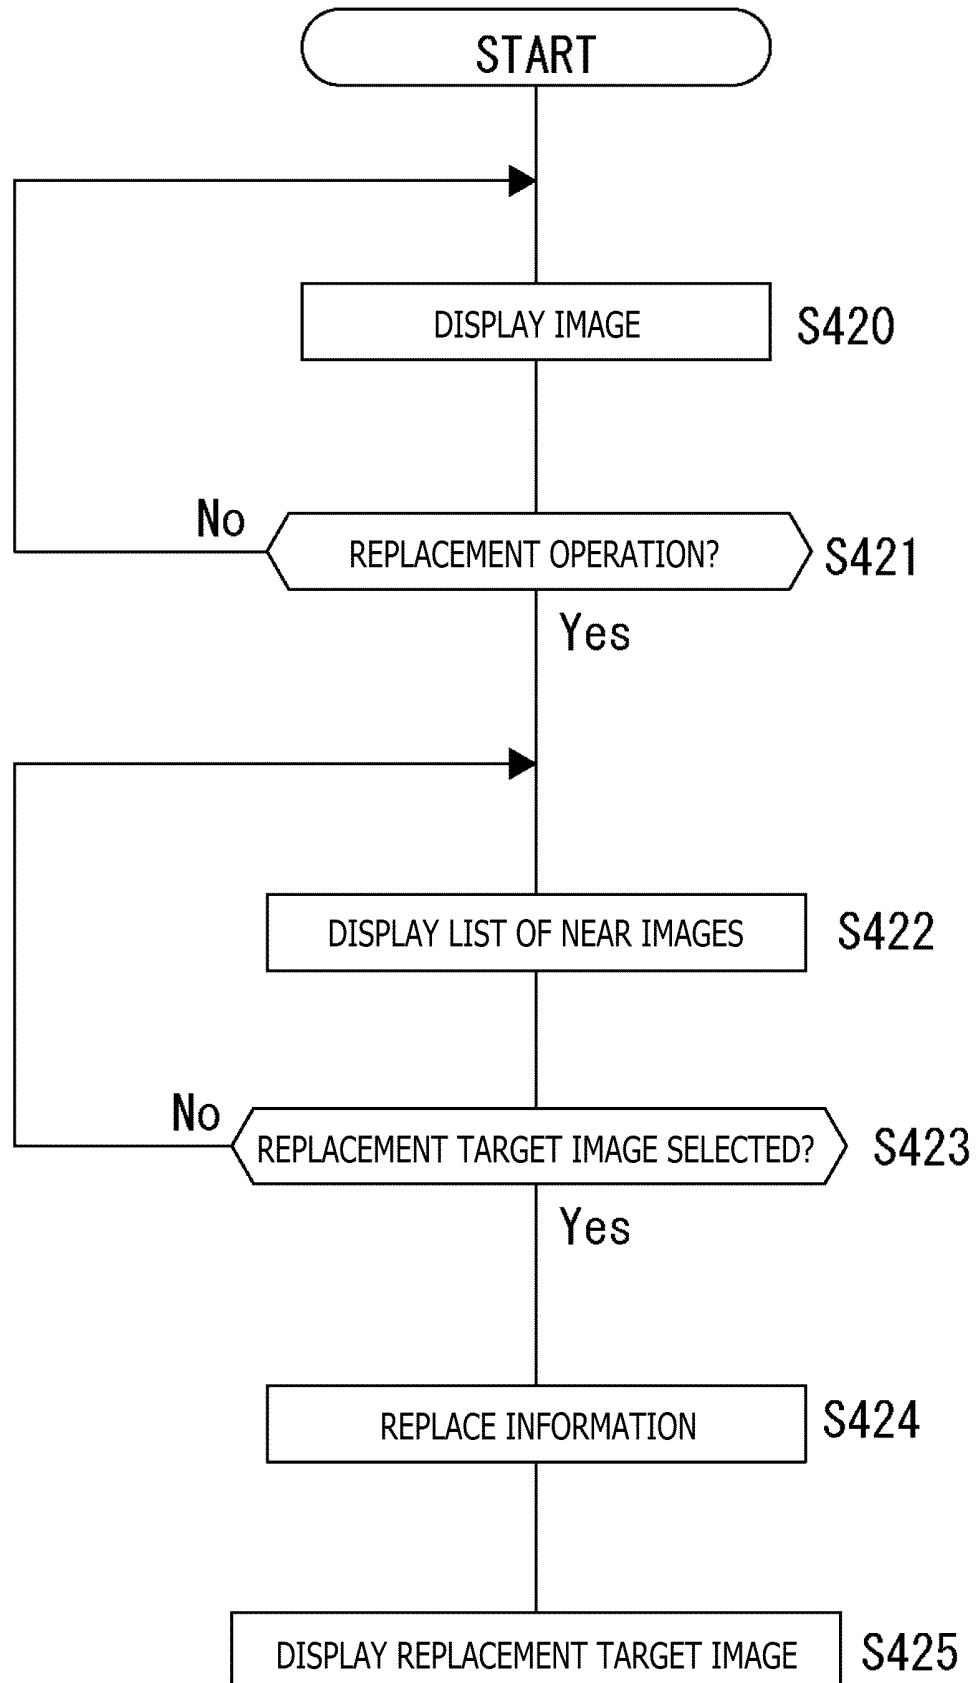 START
DISPLAY IMAGE S420
No
REPLACEMENT OPERATION? S421
Yes
DISPLAY LIST OF NEAR IMAGES S422
No
REPLACEMENT TARGET IMAGE SELECTED? S423
Yes
REPLACE INFORMATION S424
DISPLAY REPLACEMENT TARGET IMAGE S425